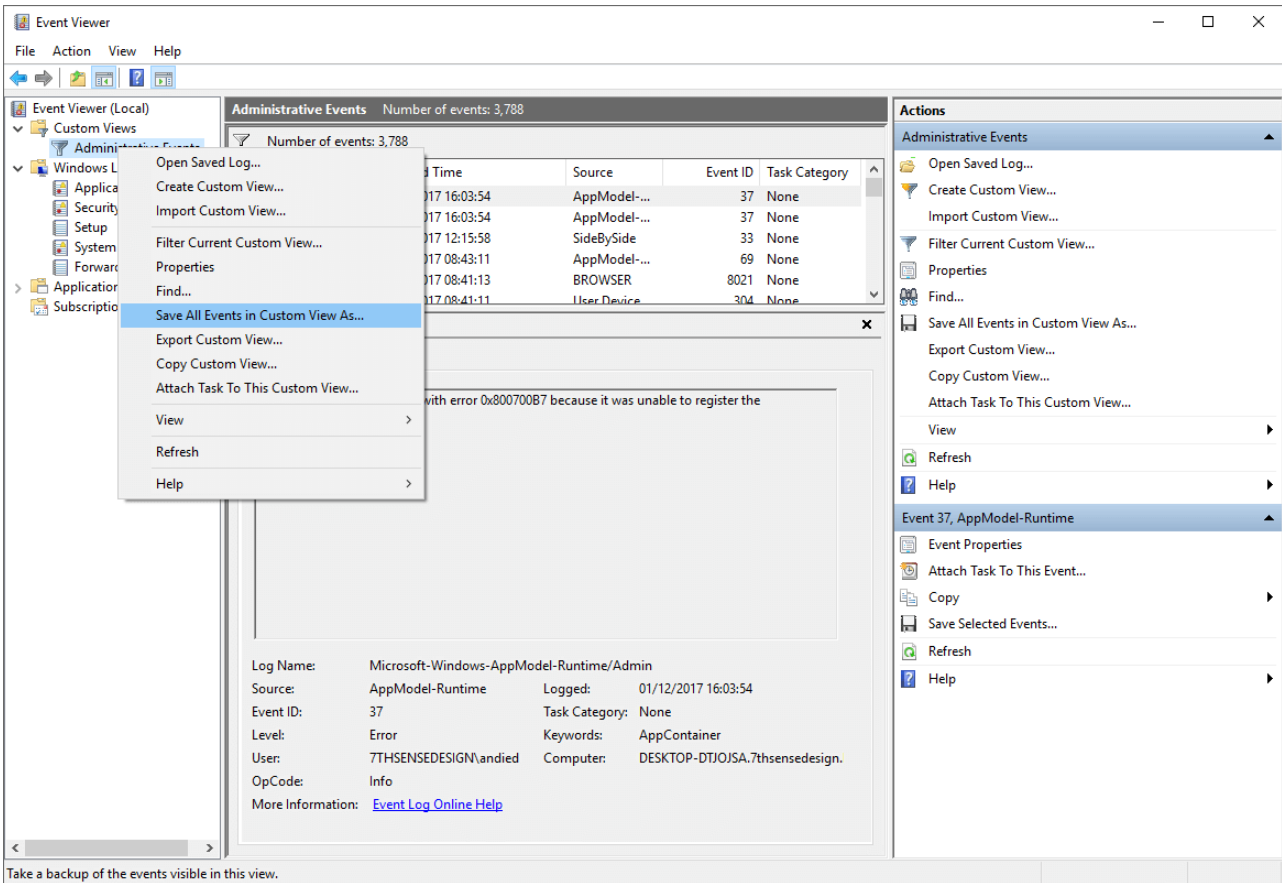 Event Viewer
File Action View Help
Event Viewer (Local)
Custom Views
Administrative Events
Windows L
Applica
Security
Setup
System
Forward
Application
Subscriptio
Open Saved Log...
Create Custom View...
Import Custom View...
Filter Current Custom View...
Properties
Find...
Save All Events in Custom View As...
Export Custom View...
Copy Custom View...
Attach Task To This Custom View...
View
Refresh
Help
Administrative Events Number of events: 3,788
Number of events: 3,788
d Time Source Event ID Task Category
017 16:03:54 AppModel-... 37 None
017 16:03:54 AppModel-... 37 None
017 12:15:58 SideBySide 33 None
017 08:43:11 AppModel-... 69 None
017 08:41:13 BROWSER 8021 None
017 08:41:11 User Device 304 None
with error 0x800700B7 because it was unable to register the
Log Name: Microsoft-Windows-AppModel-Runtime/Admin
Source: AppModel-Runtime Logged: 01/12/2017 16:03:54
Event ID: 37 Task Category: None
Level: Error Keywords: AppContainer
User: 7THSENSEDESIGN\andied Computer: DESKTOP-DTJOJSA.7thsensedesign.
OpCode: Info
More Information: Event Log Online Help
Actions
Administrative Events
Open Saved Log...
Create Custom View...
Import Custom View...
Filter Current Custom View...
Properties
Find...
Save All Events in Custom View As...
Export Custom View...
Copy Custom View...
Attach Task To This Custom View...
View
Refresh
Help
Event 37, AppModel-Runtime
Event Properties
Attach Task To This Event...
Copy
Save Selected Events...
Refresh
Help
Take a backup of the events visible in this view.